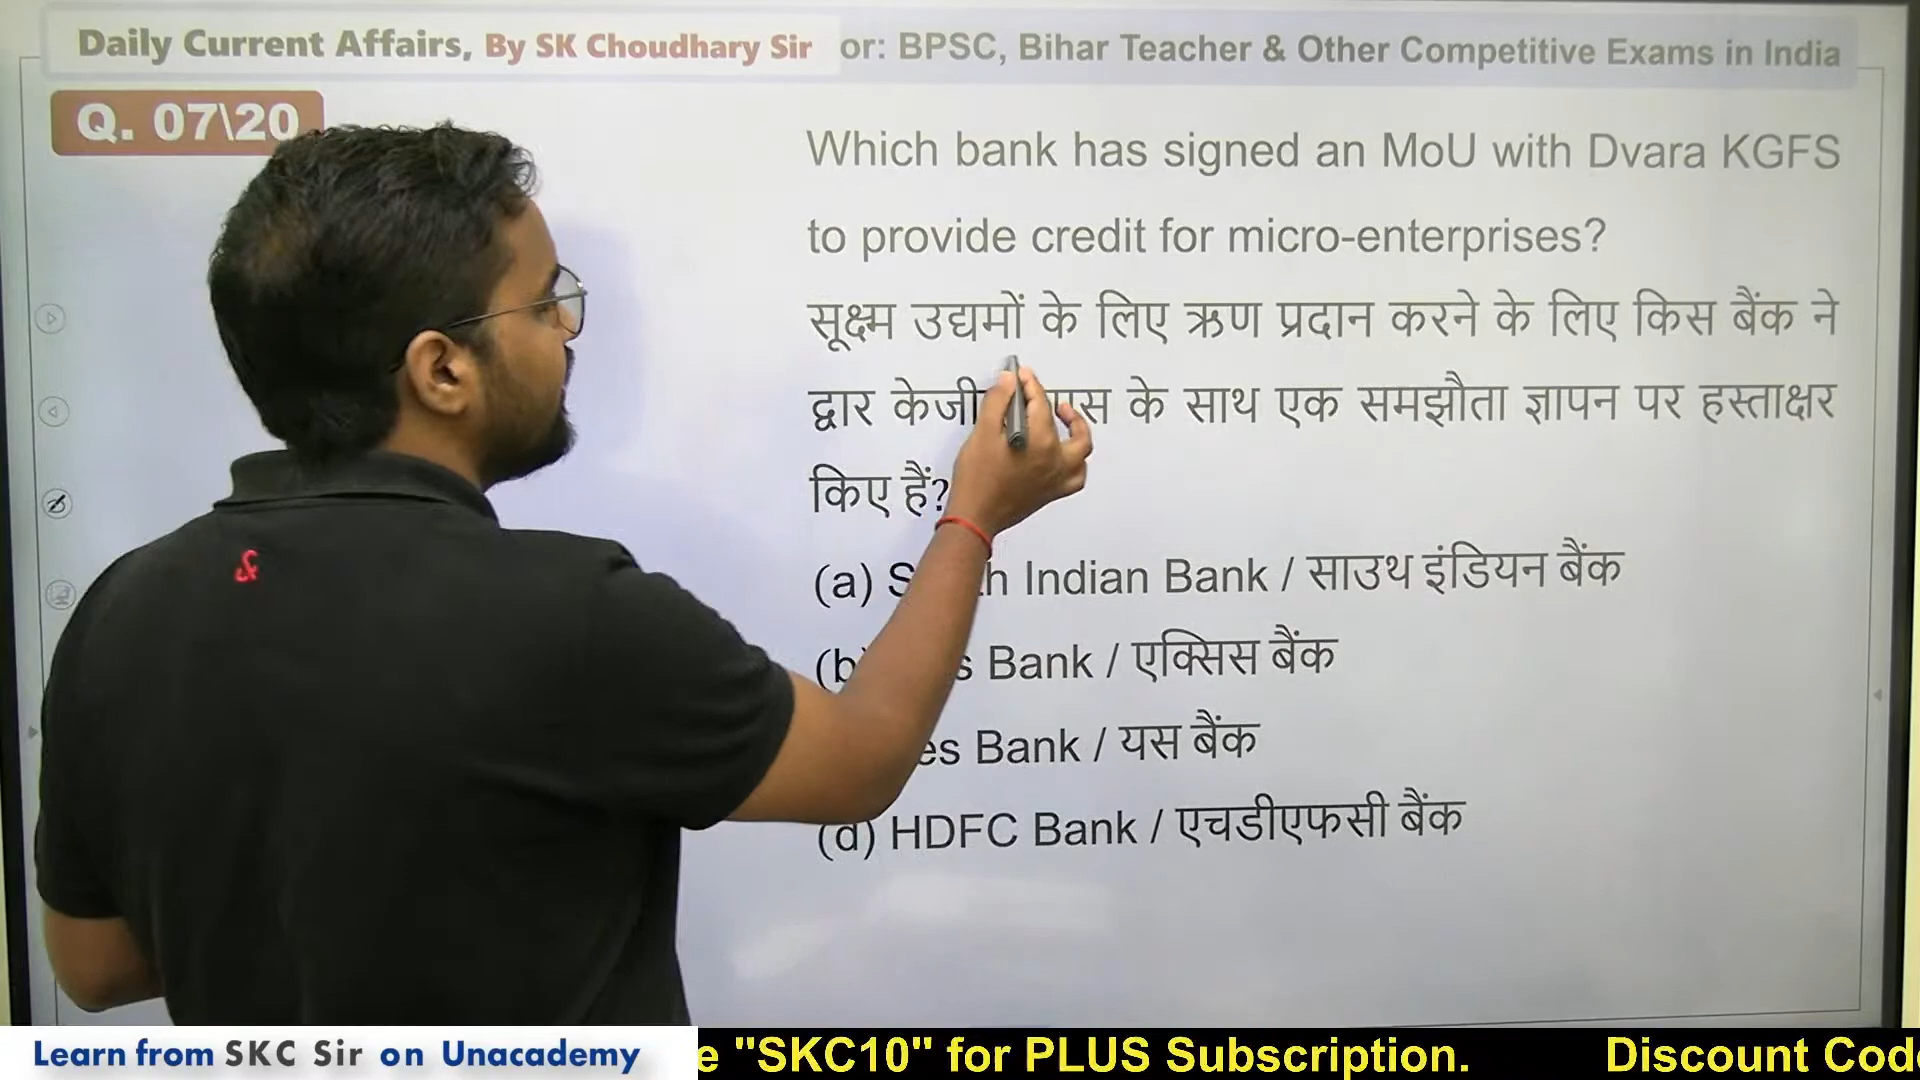 Daily Current Affairs, By SK Choudhary Sir or: BPSC, Bihar Teacher & Other Competitive Exams in India
Q. 07\20
Which bank has signed an MoU with Dvara KGFS
to provide credit for micro-enterprises?
सूक्ष्म उद्यमों के लिए ऋण प्रदान करने के लिए किस बैंक ने
द्वार के साथ एक समझौता ज्ञापन पर हस्ताक्षर
किए हैं?
(a) Indian Bank / साउथ इंडियन बैंक
Bank / एक्सिस बैंक
Bank / यस बैंक
(d) HDFC Bank / एचडीएफसी बैंक
Learn from SKC Sir on Unacademy
"SKC10" for PLUS Subscription. Discount